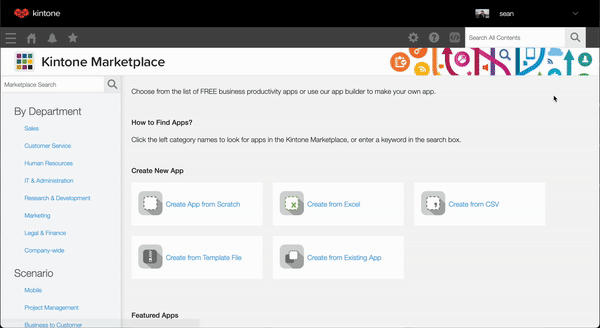 kintone
sean
Search All Contents
Kintone Marketplace
Marketplace Search
By Department
Sales
Customer Service
Human Resources
IT & Administration
Research & Development
Marketing
Legal & Finance
Company-wide
Scenario
Mobile
Project Management
Business to Customer
Choose from the list of FREE business productivity apps or use our app builder to make your own app.
How to Find Apps?
Click the left category names to look for apps in the Kintone Marketplace, or enter a keyword in the search box.
Create New App
Create App from Scratch
Create from Excel
Create from CSV
Create from Template File
Create from Existing App
Featured Apps